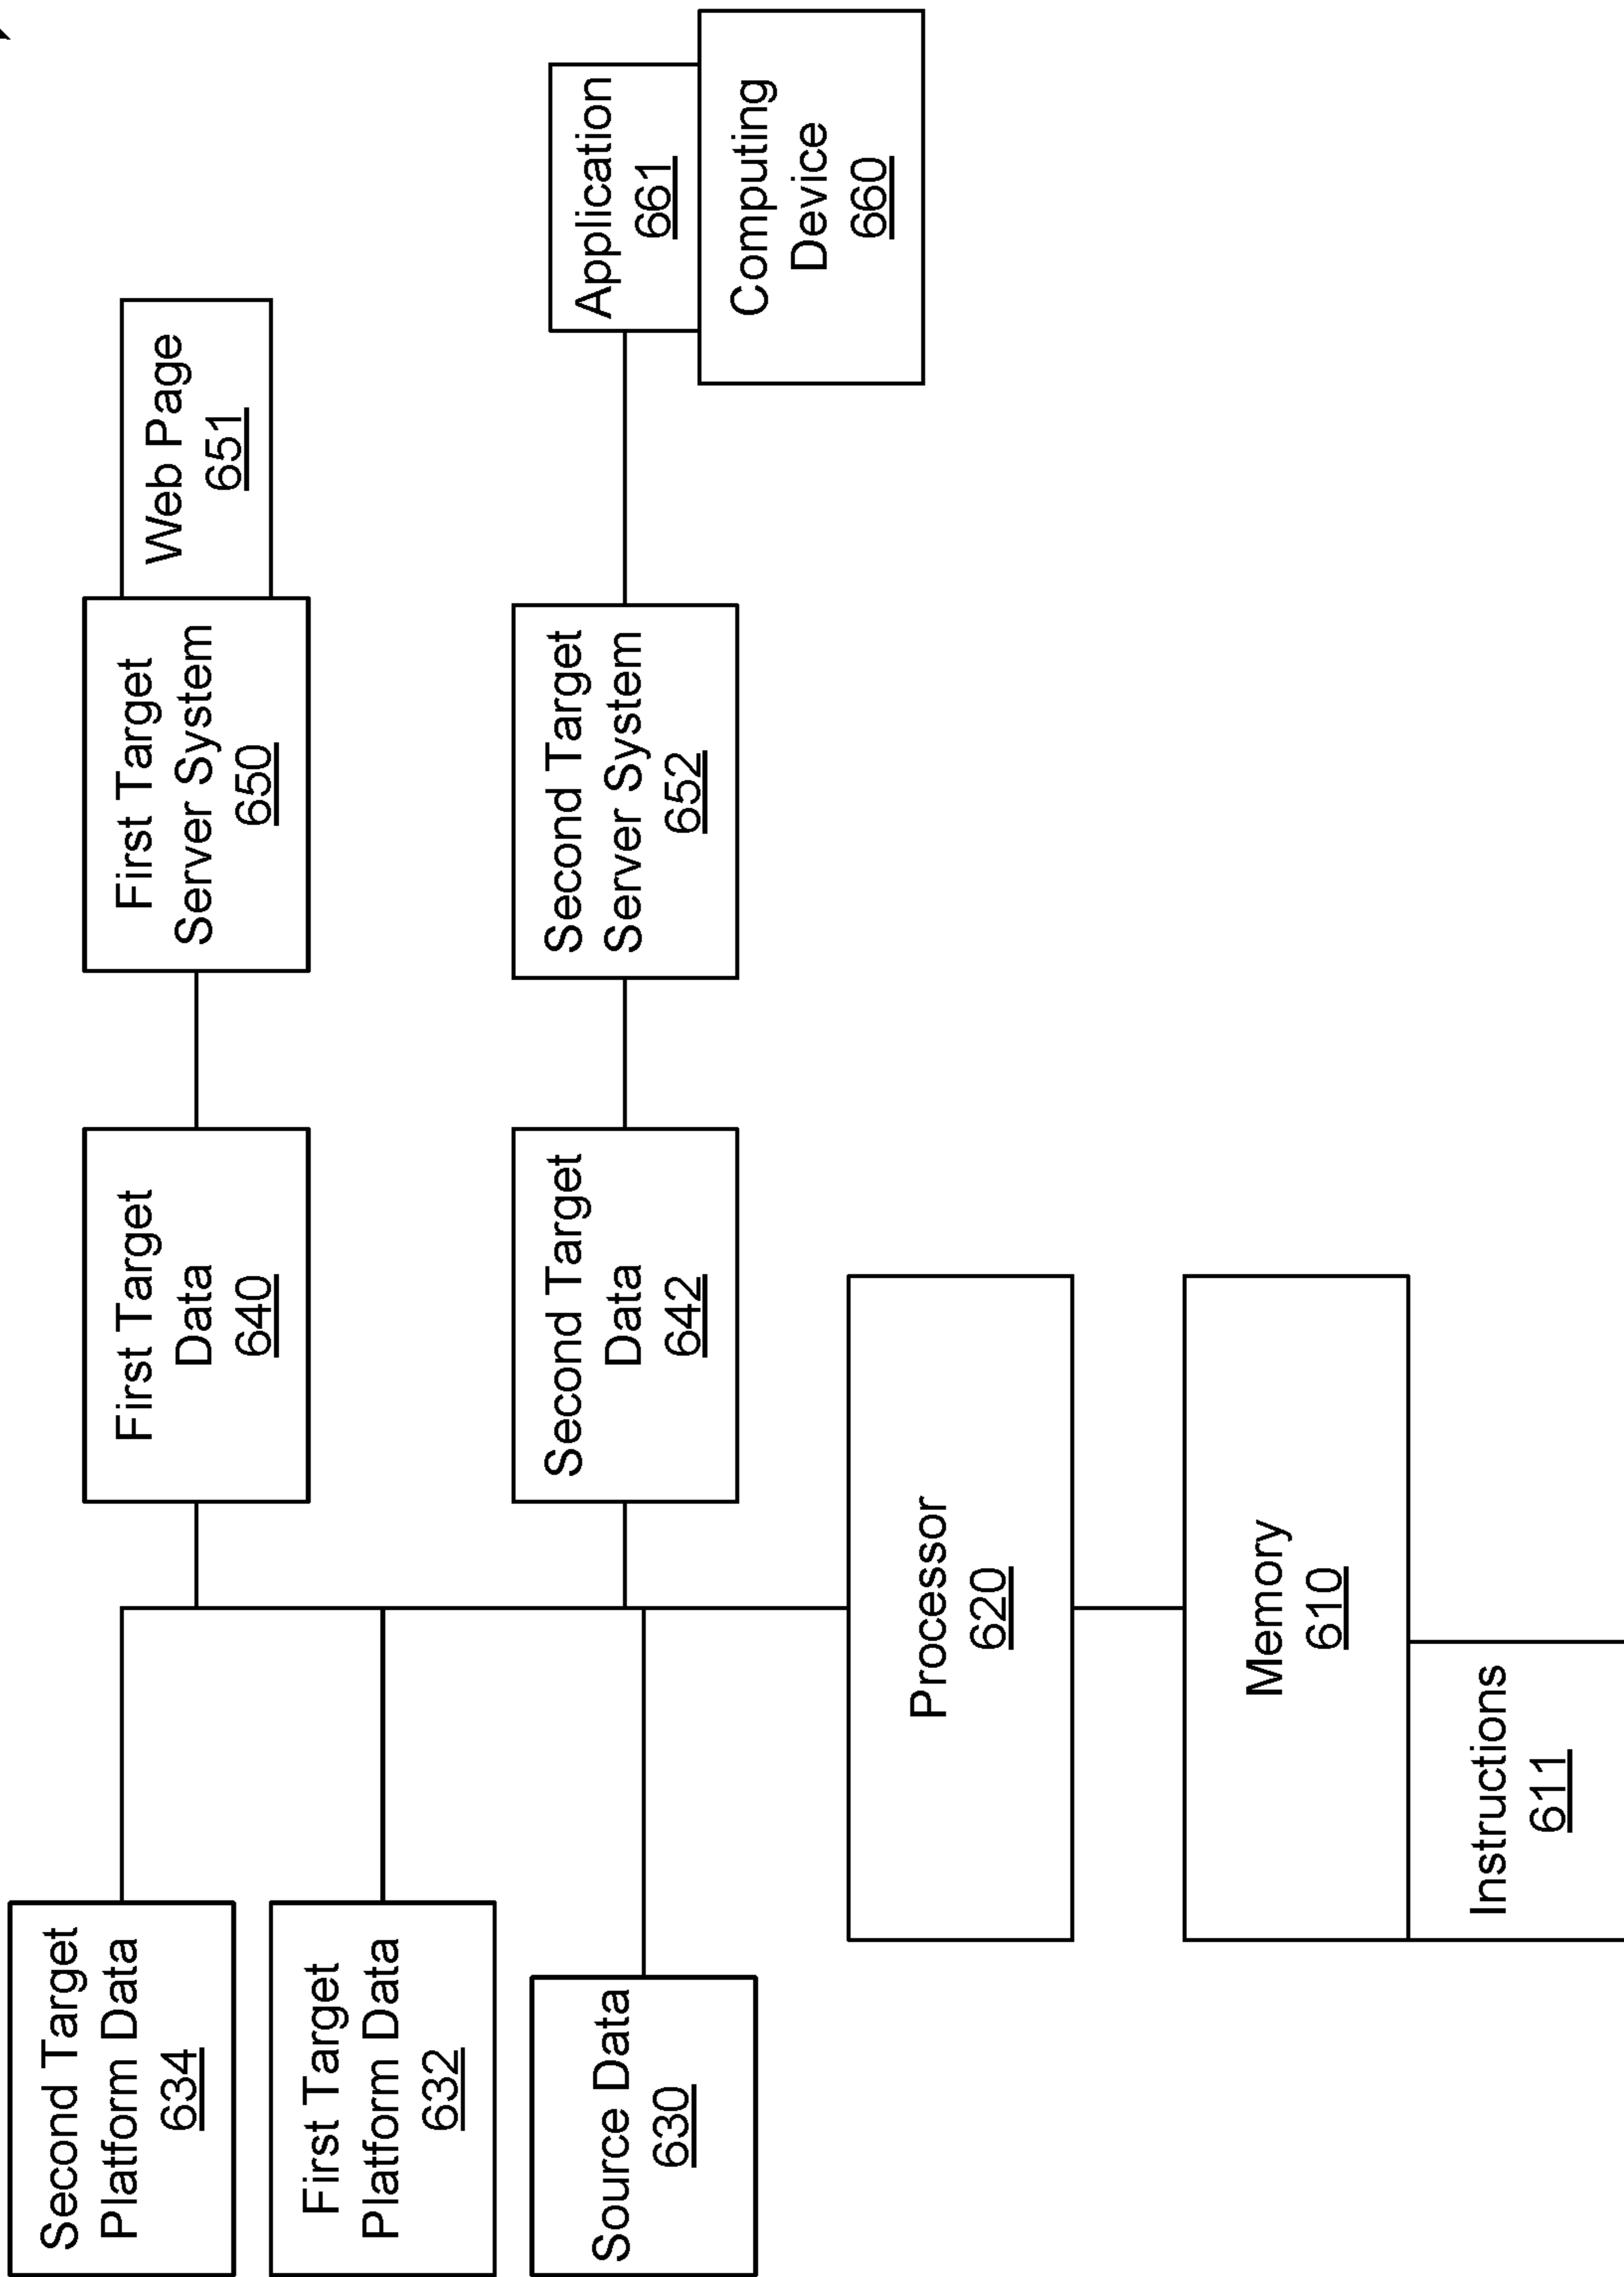 Second Target
Platform Data
634
First Target
Platform Data
632
Source Data
630
First Target
Data
640
Second Target
Data
642
First Target
Server System
650
Web Page
651
Second Target
Server System
652
Application
661
Computing
Device
660
Processor
620
Memory
610
Instructions
611